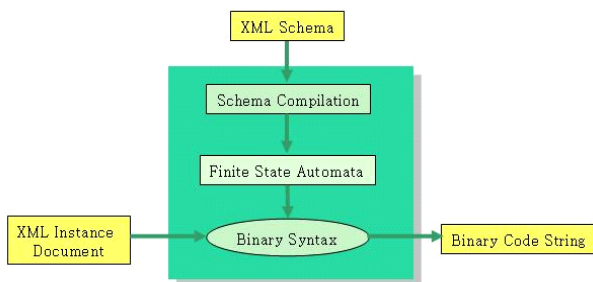 XML Schema
Schema Compilation
Finite State Automata
XML Instance
Document
Binary Syntax
Binary Code String